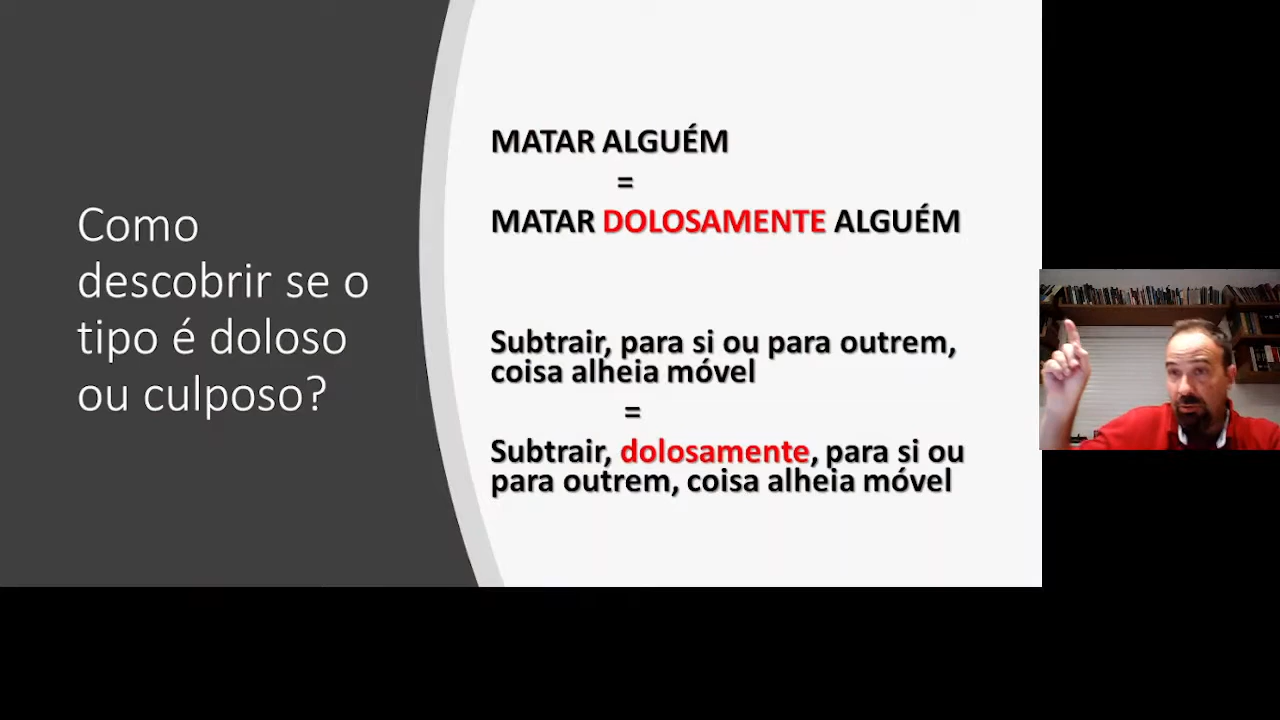 Como
descobrir se o
tipo é doloso
ou culposo?
MATAR ALGUÉM
=
MATAR DOLOSAMENTE ALGUÉM
Subtrair, para si ou para outrem,
coisa alheia móvel
=
Subtrair, dolosamente, para si ou
para outrem, coisa alheia móvel